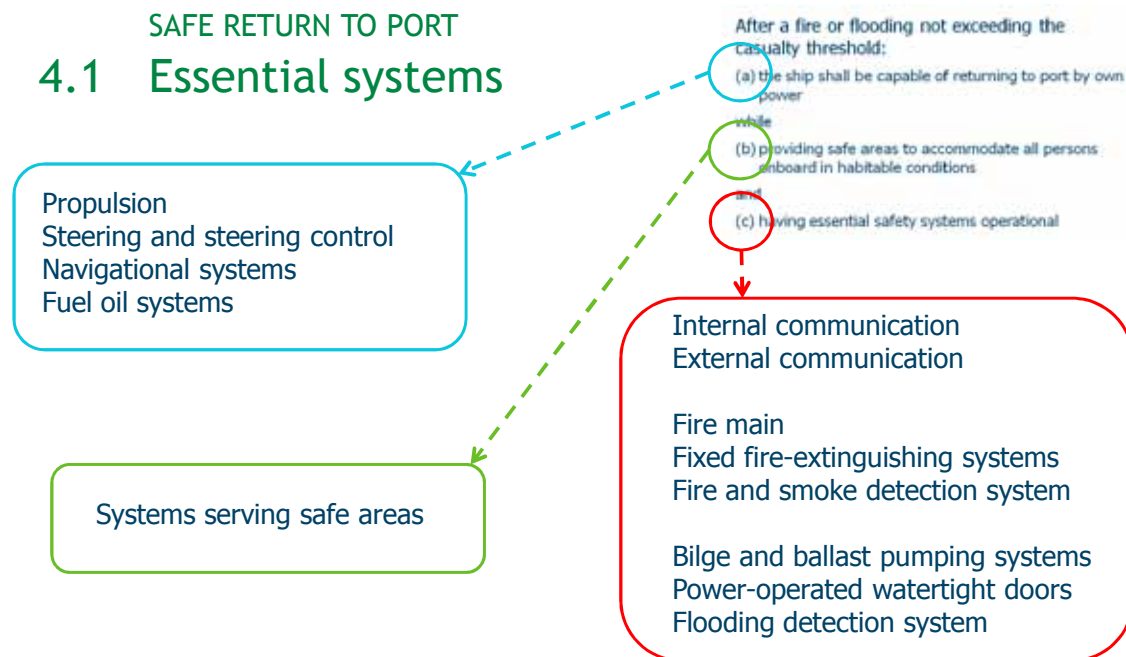 SAFE RETURN TO PORT
4.1 Essential systems
After a fire or flooding not exceeding the
casualty threshold:
(a) the ship shall be capable of returning to port by own
power
while
(b) providing safe areas to accommodate all persons
onboard in habitable conditions
and
(c) having essential safety systems operational
Propulsion
Steering and steering control
Navigational systems
Fuel oil systems
Systems serving safe areas
Internal communication
External communication
Fire main
Fixed fire-extinguishing systems
Fire and smoke detection system
Bilge and ballast pumping systems
Power-operated watertight doors
Flooding detection system